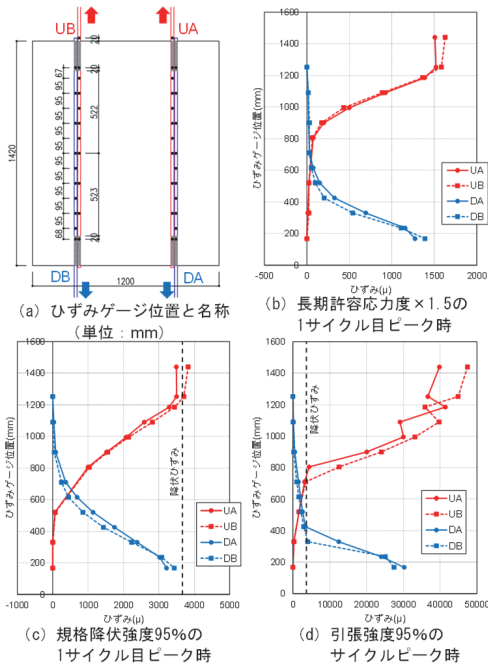 UB
UA
20
20
67
95
95
95
95
95
95
95
95
95
68
522
523
20
1420
DB
DA
1200
(a) ひずみゲージ位置と名称
(単位：mm)
ひずみゲージ位置(mm)
1600
1400
1200
1000
800
600
400
200
0
-500
0
500
1000
1500
2000
ひずみ(μ)
UA
UB
DA
DB
(b) 長期許容応力度×1.5の
1サイクル目ピーク時
ひずみゲージ位置(mm)
1600
1400
1200
1000
800
600
400
200
0
-1000
0
1000
2000
3000
4000
5000
ひずみ(μ)
降伏ひずみ
UA
UB
DA
DB
(c) 規格降伏強度95%の
1サイクル目ピーク時
ひずみゲージ位置(mm)
1600
1400
1200
1000
800
600
400
200
0
0
10000
20000
30000
40000
50000
ひずみ(μ)
降伏ひずみ
UA
UB
DA
DB
(d) 引張強度95%の
サイクル目ピーク時